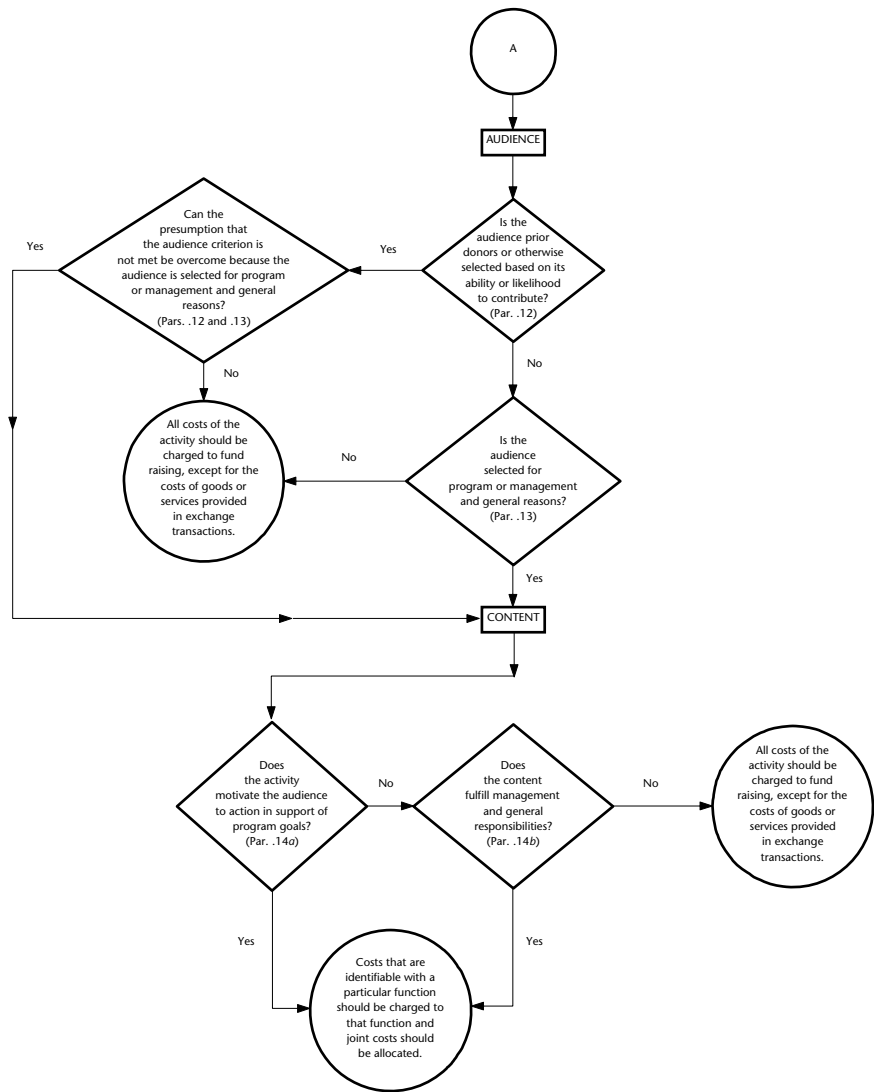 A
AUDIENCE
Can the
presumption that
the audience criterion is
not met be overcome because the
audience is selected for program
or management and general
reasons?
(Pars. .12 and .13)
Yes
Yes
Is the
audience prior
donors or otherwise
selected based on its
ability or likelihood
to contribute?
(Par. .12)
No
No
All costs of the
activity should be
charged to fund
raising, except for the
costs of goods or
services provided
in exchange
transactions.
No
Is the
audience
selected for
program or management
and general reasons?
(Par. .13)
Yes
CONTENT
Does
the activity
motivate the audience
to action in support of
program goals?
(Par. .14a)
No
Does
the content
fulfill management
and general
responsibilities?
(Par. .14b)
No
All costs of the
activity should be
charged to fund
raising, except for the
costs of goods or
services provided
in exchange
transactions.
Yes
Yes
Costs that are
identifiable with a
particular function
should be charged to
that function and
joint costs should
be allocated.